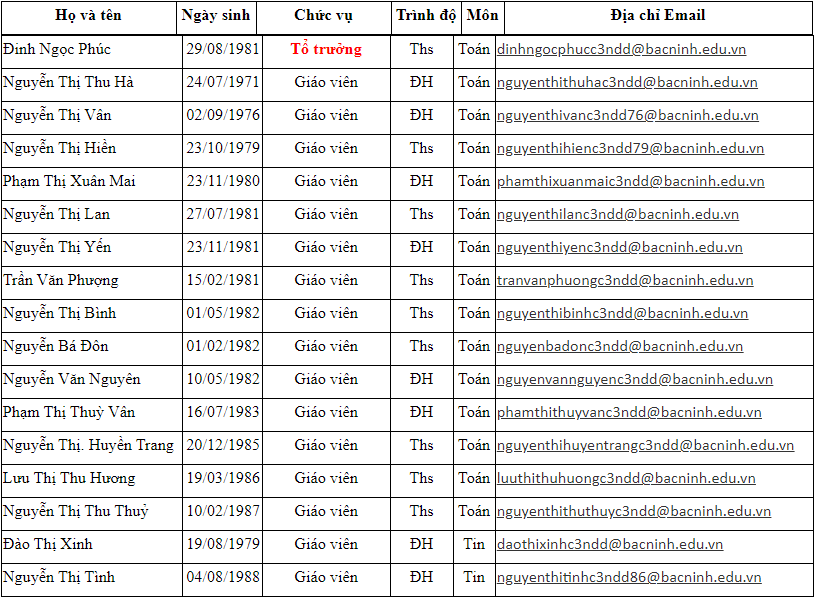 Họ và tên Ngày sinh Chức vụ Trình độ Môn Địa chỉ Email
Đinh Ngọc Phúc 29/08/1981 Tổ trưởng Ths Toán dinhngocphucc3ndd@bacninh.edu.vn
Nguyễn Thị Thu Hà 24/07/1971 Giáo viên ĐH Toán nguyenthithuhac3ndd@bacninh.edu.vn
Nguyễn Thị Vân 02/09/1976 Giáo viên ĐH Toán nguyenthivanc3ndd76@bacninh.edu.vn
Nguyễn Thị Hiền 23/10/1979 Giáo viên Ths Toán nguyenthihienc3ndd79@bacninh.edu.vn
Phạm Thị Xuân Mai 23/11/1980 Giáo viên ĐH Toán phamthixuanmaic3ndd@bacninh.edu.vn
Nguyễn Thị Lan 27/07/1981 Giáo viên Ths Toán nguyenthilanc3ndd@bacninh.edu.vn
Nguyễn Thị Yến 23/11/1981 Giáo viên ĐH Toán nguyenthiyenc3ndd@bacninh.edu.vn
Trần Văn Phượng 15/02/1981 Giáo viên Ths Toán tranvanphuongc3ndd@bacninh.edu.vn
Nguyễn Thị Bình 01/05/1982 Giáo viên Ths Toán nguyenthibinhc3ndd@bacninh.edu.vn
Nguyễn Bá Đôn 01/02/1982 Giáo viên Ths Toán nguyenbadonc3ndd@bacninh.edu.vn
Nguyễn Văn Nguyên 10/05/1982 Giáo viên ĐH Toán nguyenvannguyenc3ndd@bacninh.edu.vn
Phạm Thị Thuỳ Vân 16/07/1983 Giáo viên ĐH Toán phamthithuyvanc3ndd@bacninh.edu.vn
Nguyễn Thị. Huyền Trang 20/12/1985 Giáo viên Ths Toán nguyenthihuyentrangc3ndd@bacninh.edu.vn
Lưu Thị Thu Hương 19/03/1986 Giáo viên Ths Toán luuthithuhuongc3ndd@bacninh.edu.vn
Nguyễn Thị Thu Thuỷ 10/02/1987 Giáo viên Ths Toán nguyenthithuthuyc3ndd@bacninh.edu.vn
Đào Thị Xinh 19/08/1979 Giáo viên ĐH Tin daothixinhc3ndd@bacninh.edu.vn
Nguyễn Thị Tình 04/08/1988 Giáo viên ĐH Tin nguyenthitinhc3ndd86@bacninh.edu.vn